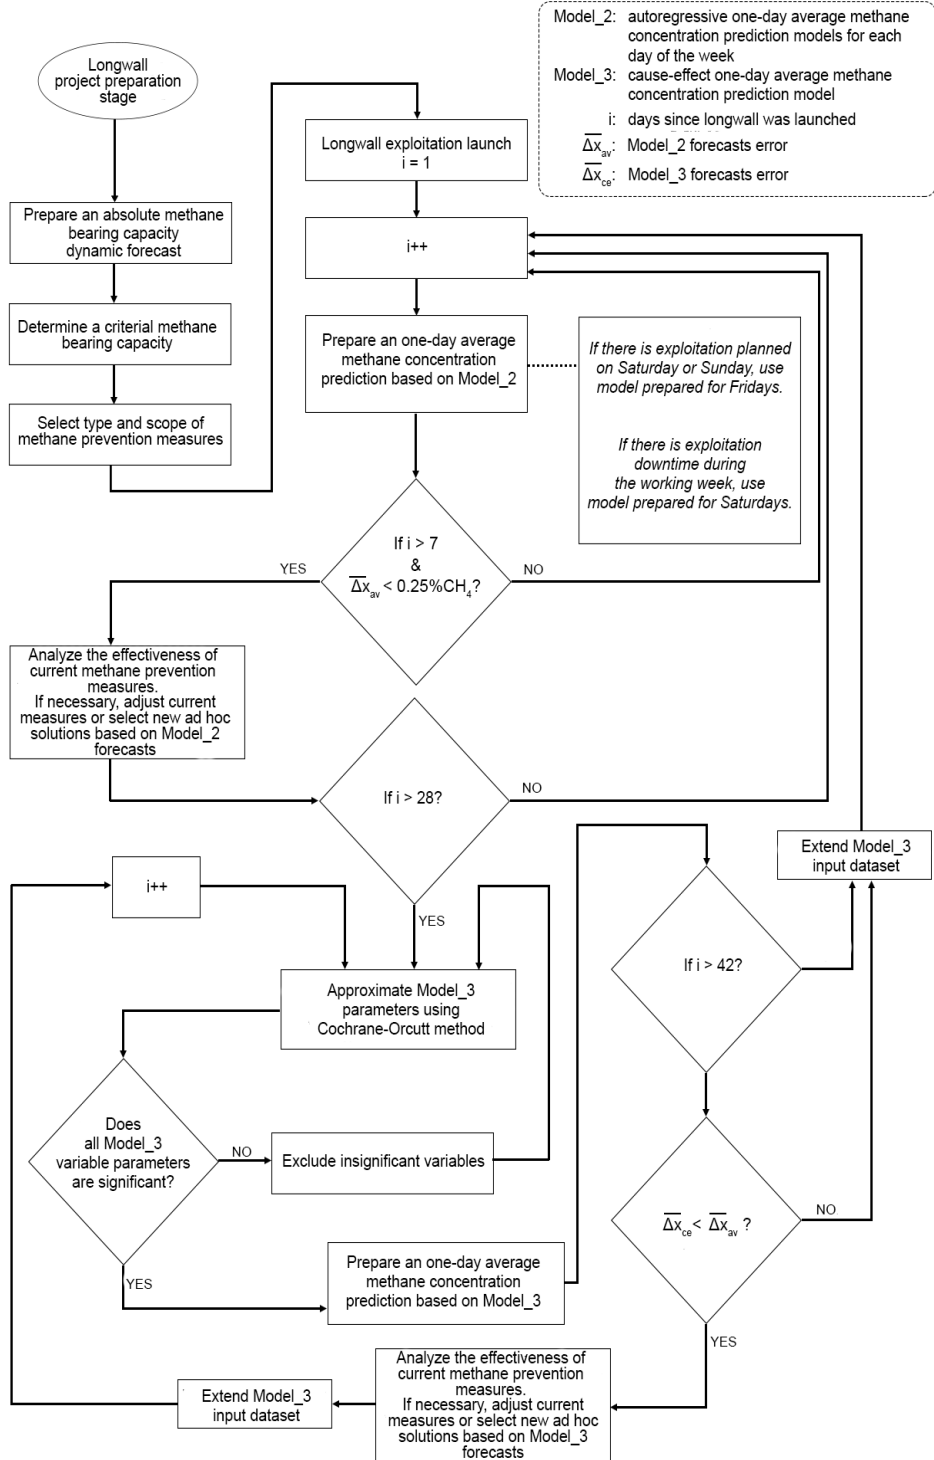 Longwall
project preparation
stage
Prepare an absolute methane
bearing capacity
dynamic forecast
Determine a criterial methane
bearing capacity
Select type and scope of
methane prevention measures
Model_2: autoregressive one-day average methane
concentration prediction models for each
day of the week
Model_3: cause-effect one-day average methane
concentration prediction model
i: days since longwall was launched
Δx̅av: Model_2 forecasts error
Δx̅ce: Model_3 forecasts error
Longwall exploitation launch
i = 1
i++
Prepare an one-day average
methane concentration
prediction based on Model_2
If there is exploitation planned
on Saturday or Sunday, use
model prepared for Fridays.
If there is exploitation
downtime during
the working week, use
model prepared for Saturdays.
If i > 7
&
Δx̅av < 0.25%CH4?
YES
NO
Analyze the effectiveness of
current methane prevention
measures.
If necessary, adjust current
measures or select new ad hoc
solutions based on Model_2
forecasts
If i > 28?
NO
YES
i++
Approximate Model_3
parameters using
Cochrane-Orcutt method
Does
all Model_3
variable parameters
are significant?
NO
Exclude insignificant variables
YES
Prepare an one-day average
methane concentration
prediction based on Model_3
If i > 42?
Extend Model_3
input dataset
Δx̅ce < Δx̅av ?
NO
YES
Analyze the effectiveness of
current methane prevention
measures.
If necessary, adjust current
measures or select new ad hoc
solutions based on Model_3
forecasts
Extend Model_3
input dataset